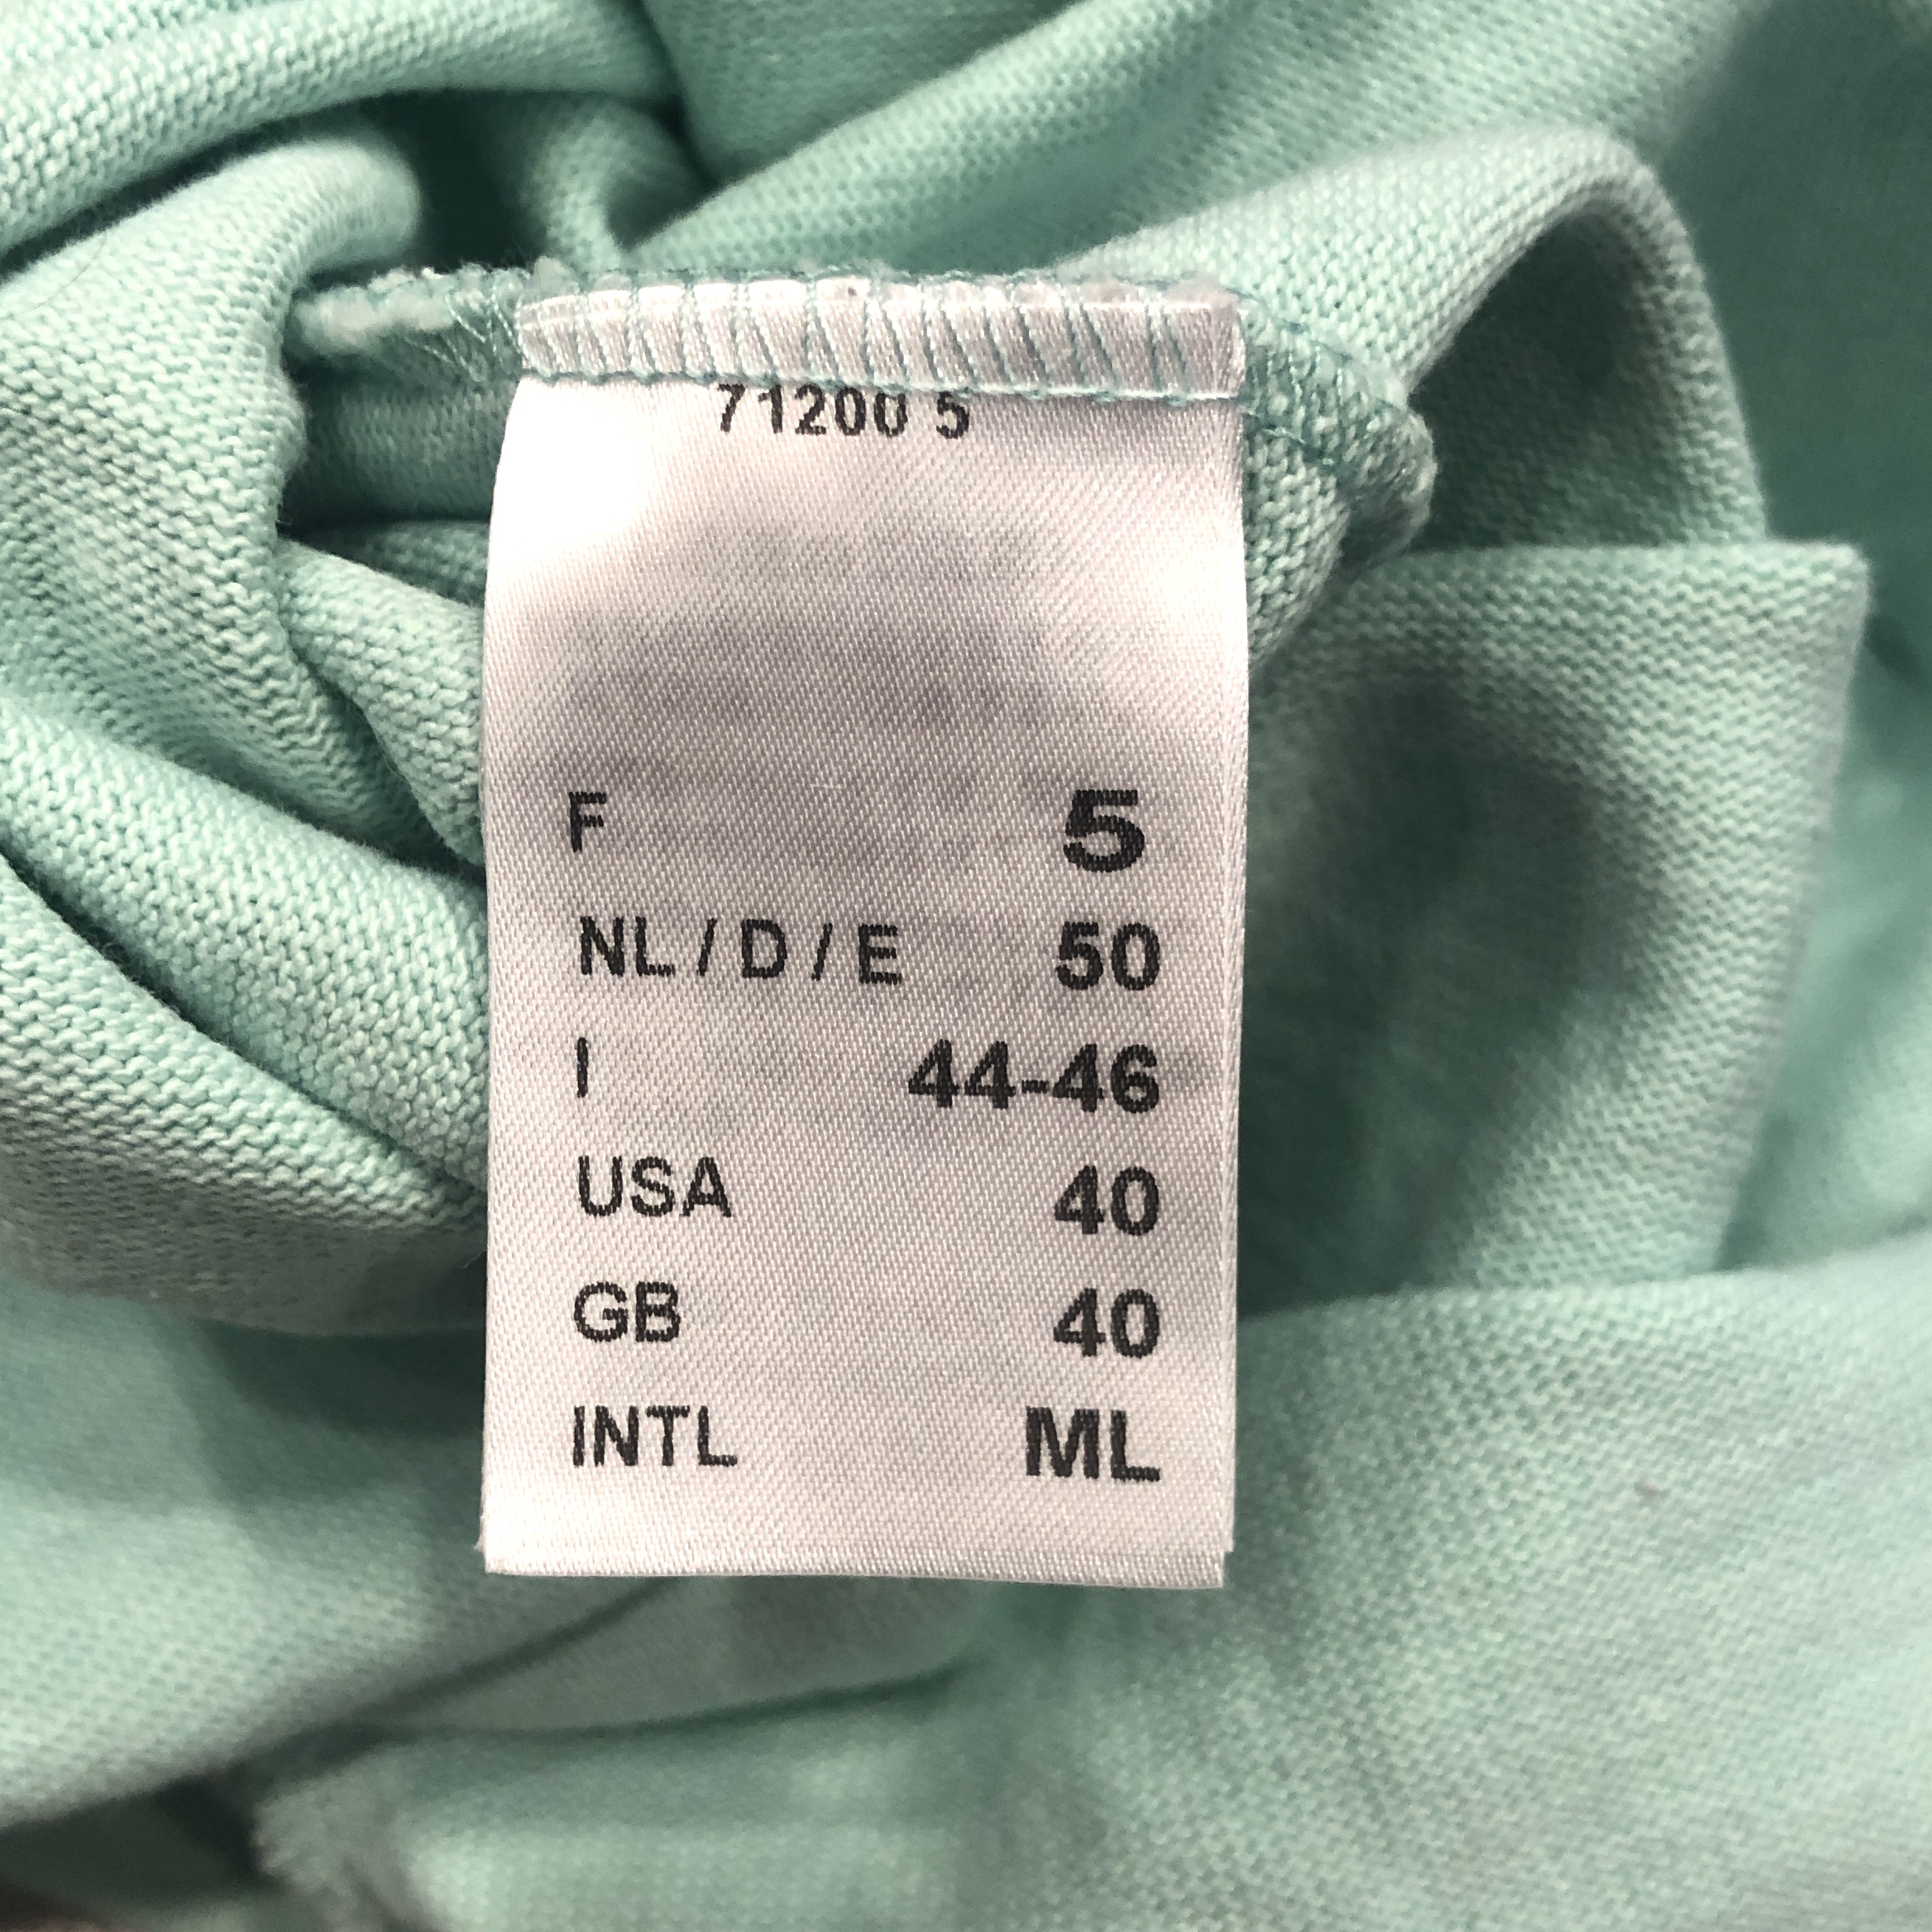 71200 5
F 5
NL / D / E 50
I 44-46
USA 40
GB 40
INTL ML